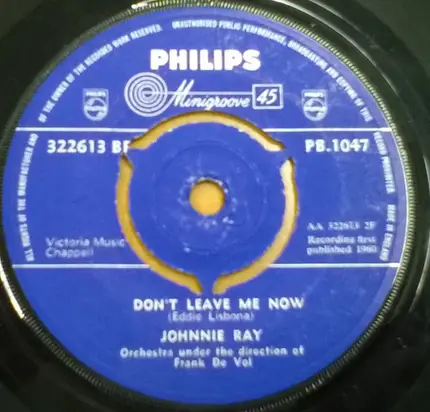 ALL RIGHTS OF THE MANUFACTURER AND OF THE OWNER OF THE RECORDED WORK RESERVED. UNAUTHORISED PUBLIC PERFORMANCE, BROADCASTING AND COPYING OF THIS RECORD PROHIBITED. MADE IN ENGLAND
PHILIPS
Minigroove 45
PHILIPS PHILIPS
322613 BF PB.1047
Victoria Music
Chappell
AA 322613 2F
Recording first
published 1960
DON'T LEAVE ME NOW
(Eddie Lisbona)
JOHNNIE RAY
Orchestra under the direction of
Frank De Vol